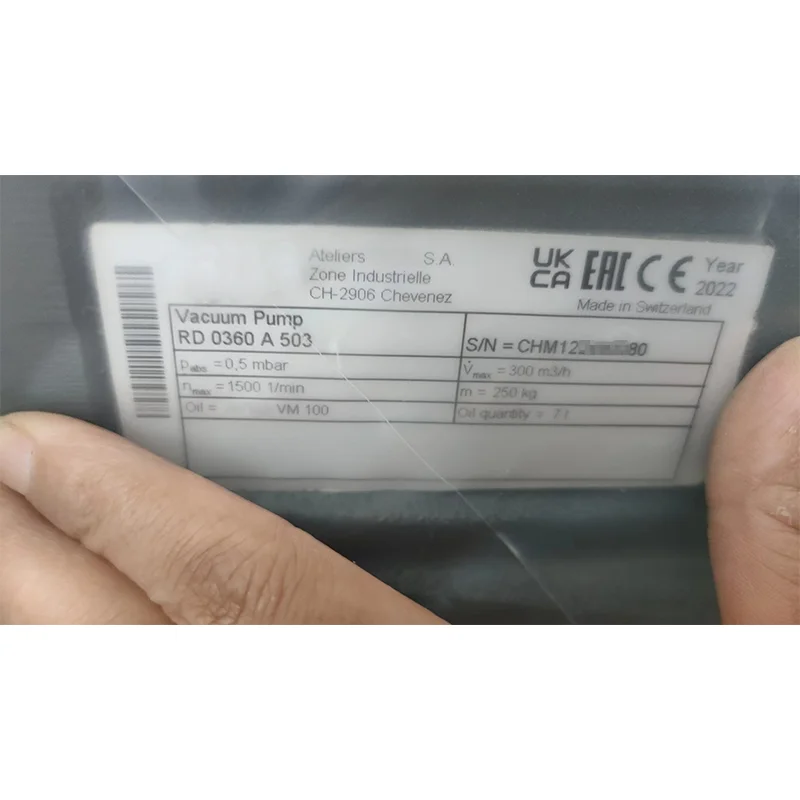 Ateliers S.A.
Zone Industrielle
CH-2906 Chevenez
UK
CA EAC CE Year
2022
Made in Switzerland
Vacuum Pump
RD 0360 A 503
S/N = CHM12 80
pabs = 0,5 mbar
V̇max = 300 m3/h
nmax = 1500 1/min
m = 250 kg
Oil = VM 100
Oil quantity = 7 l